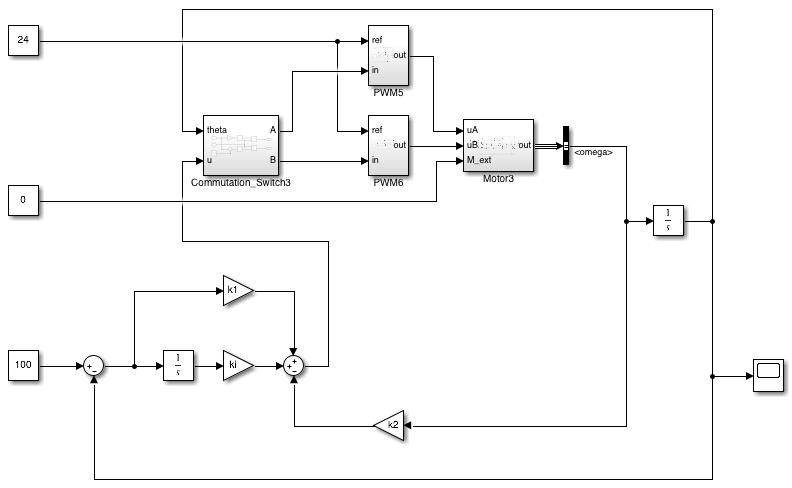 24
ref
in
out
PWM5
theta
u
A
B
Commutation_Switch3
ref
in
out
PWM6
uA
uB
M_ext
out
Motor3
<omega>
0
1
s
k1
100
+
−
1
s
ki
+
+
−
k2